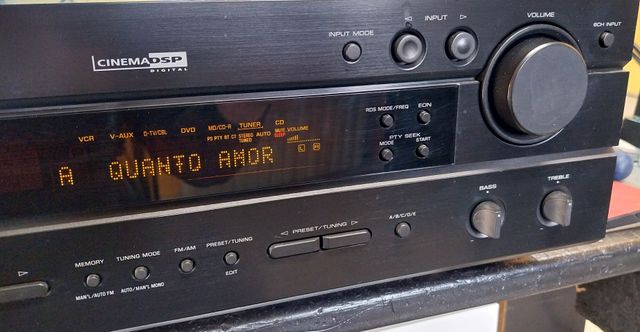 VOLUME
INPUT
INPUT MODE
6CH INPUT
CINEMA DSP
DIGITAL
RDS MODE/FREQ EON
VCR V-AUX D-TV/CBL DVD MD/CD-R TUNER CD
PS PTY RT CT STEREO AUTO MUTE VOLUME
TUNED SLEEP
PTY SEEK
MODE START
A QUANTO AMOR
L R
BASS TREBLE
PRESET/TUNING A/B/C/D/E
MEMORY TUNING MODE FM/AM PRESET/TUNING
MAN'L/AUTO FM AUTO/MAN'L MONO EDIT